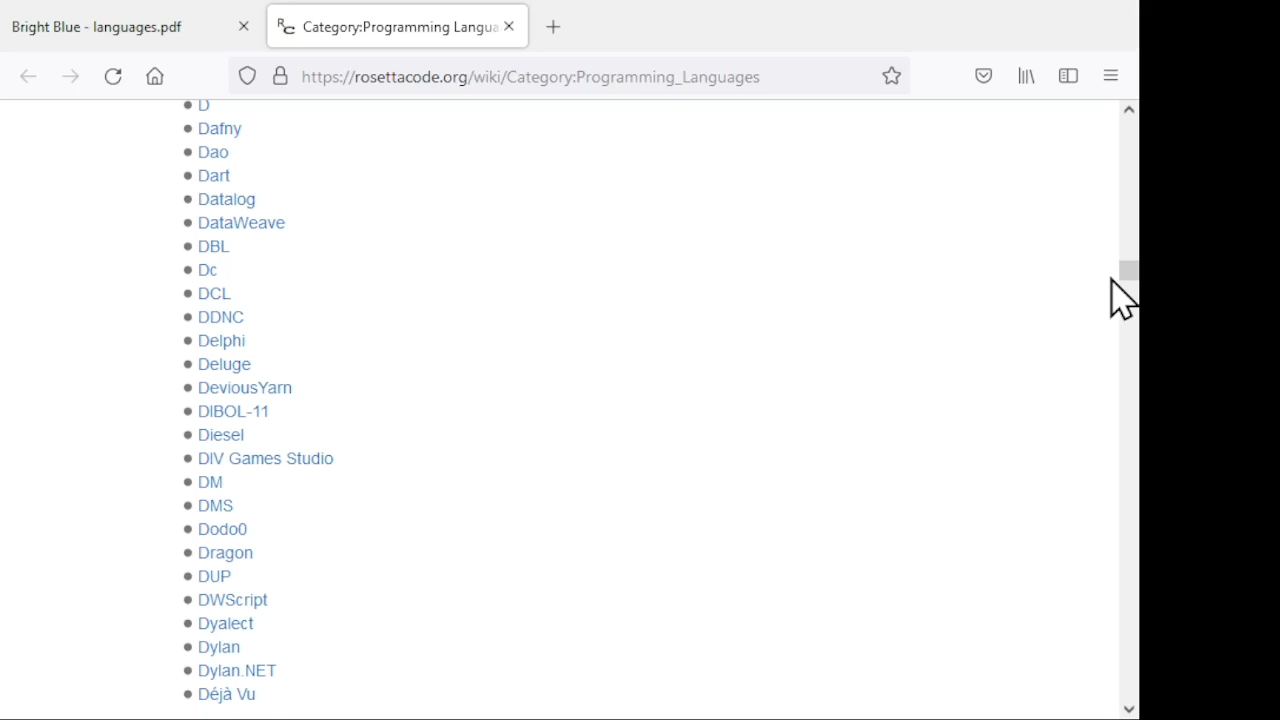 Bright Blue - languages.pdf
RC Category:Programming Langua
https://rosettacode.org/wiki/Category:Programming_Languages
D
Dafny
Dao
Dart
Datalog
DataWeave
DBL
Dc
DCL
DDNC
Delphi
Deluge
DeviousYarn
DIBOL-11
Diesel
DIV Games Studio
DM
DMS
Dodo0
Dragon
DUP
DWScript
Dyalect
Dylan
Dylan.NET
Déjà Vu